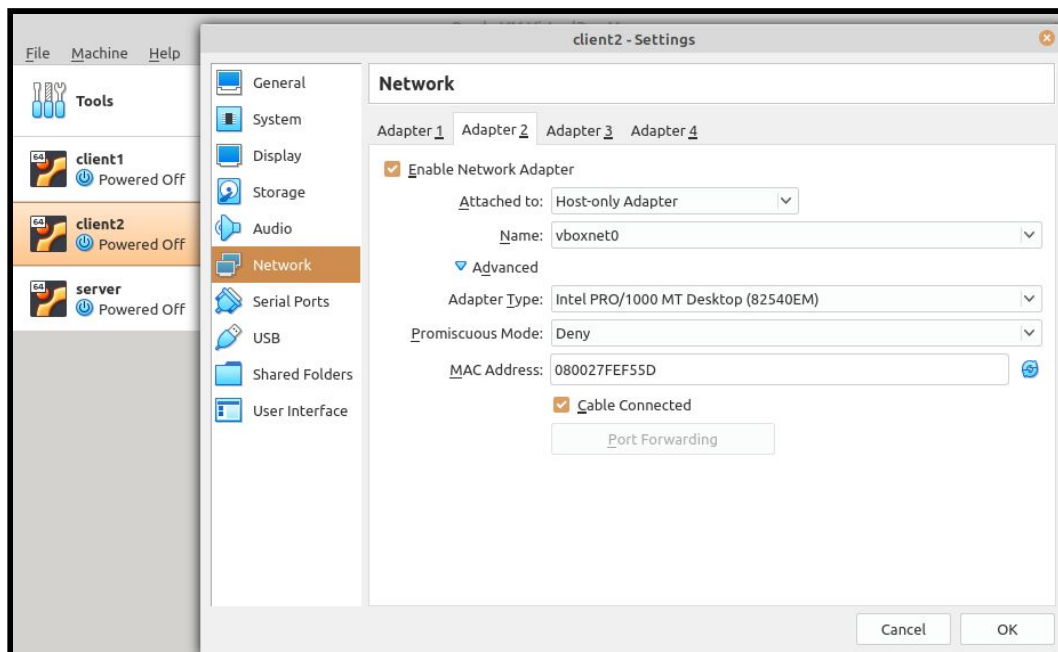 client2 - Settings
File Machine Help
Tools
64
client1
Powered Off
64
client2
Powered Off
64
server
Powered Off
General
System
Display
Storage
Audio
Network
Serial Ports
USB
Shared Folders
User Interface
Network
Adapter 1 Adapter 2 Adapter 3 Adapter 4
Enable Network Adapter
Attached to: Host-only Adapter
Name: vboxnet0
Advanced
Adapter Type: Intel PRO/1000 MT Desktop (82540EM)
Promiscuous Mode: Deny
MAC Address: 080027FEF55D
Cable Connected
Port Forwarding
Cancel OK